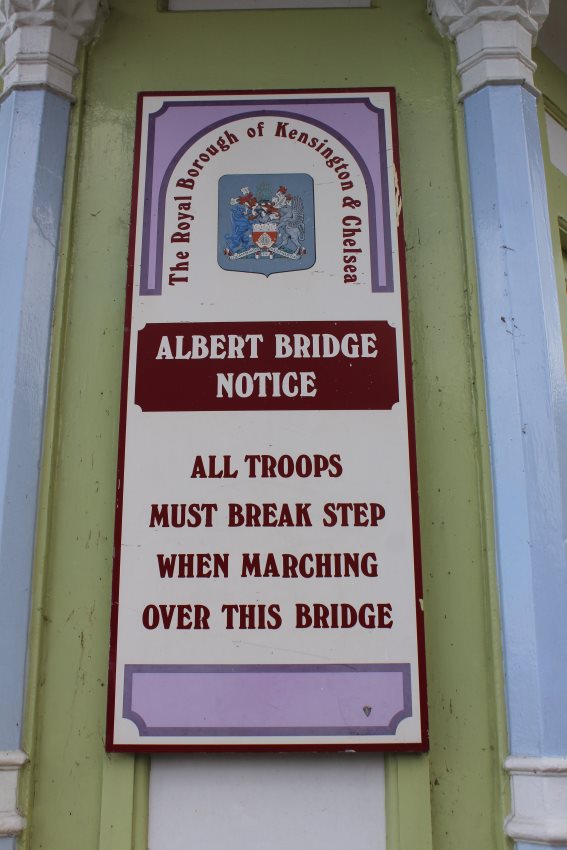 The Royal Borough of Kensington & Chelsea
ALBERT BRIDGE
NOTICE
ALL TROOPS
MUST BREAK STEP
WHEN MARCHING
OVER THIS BRIDGE